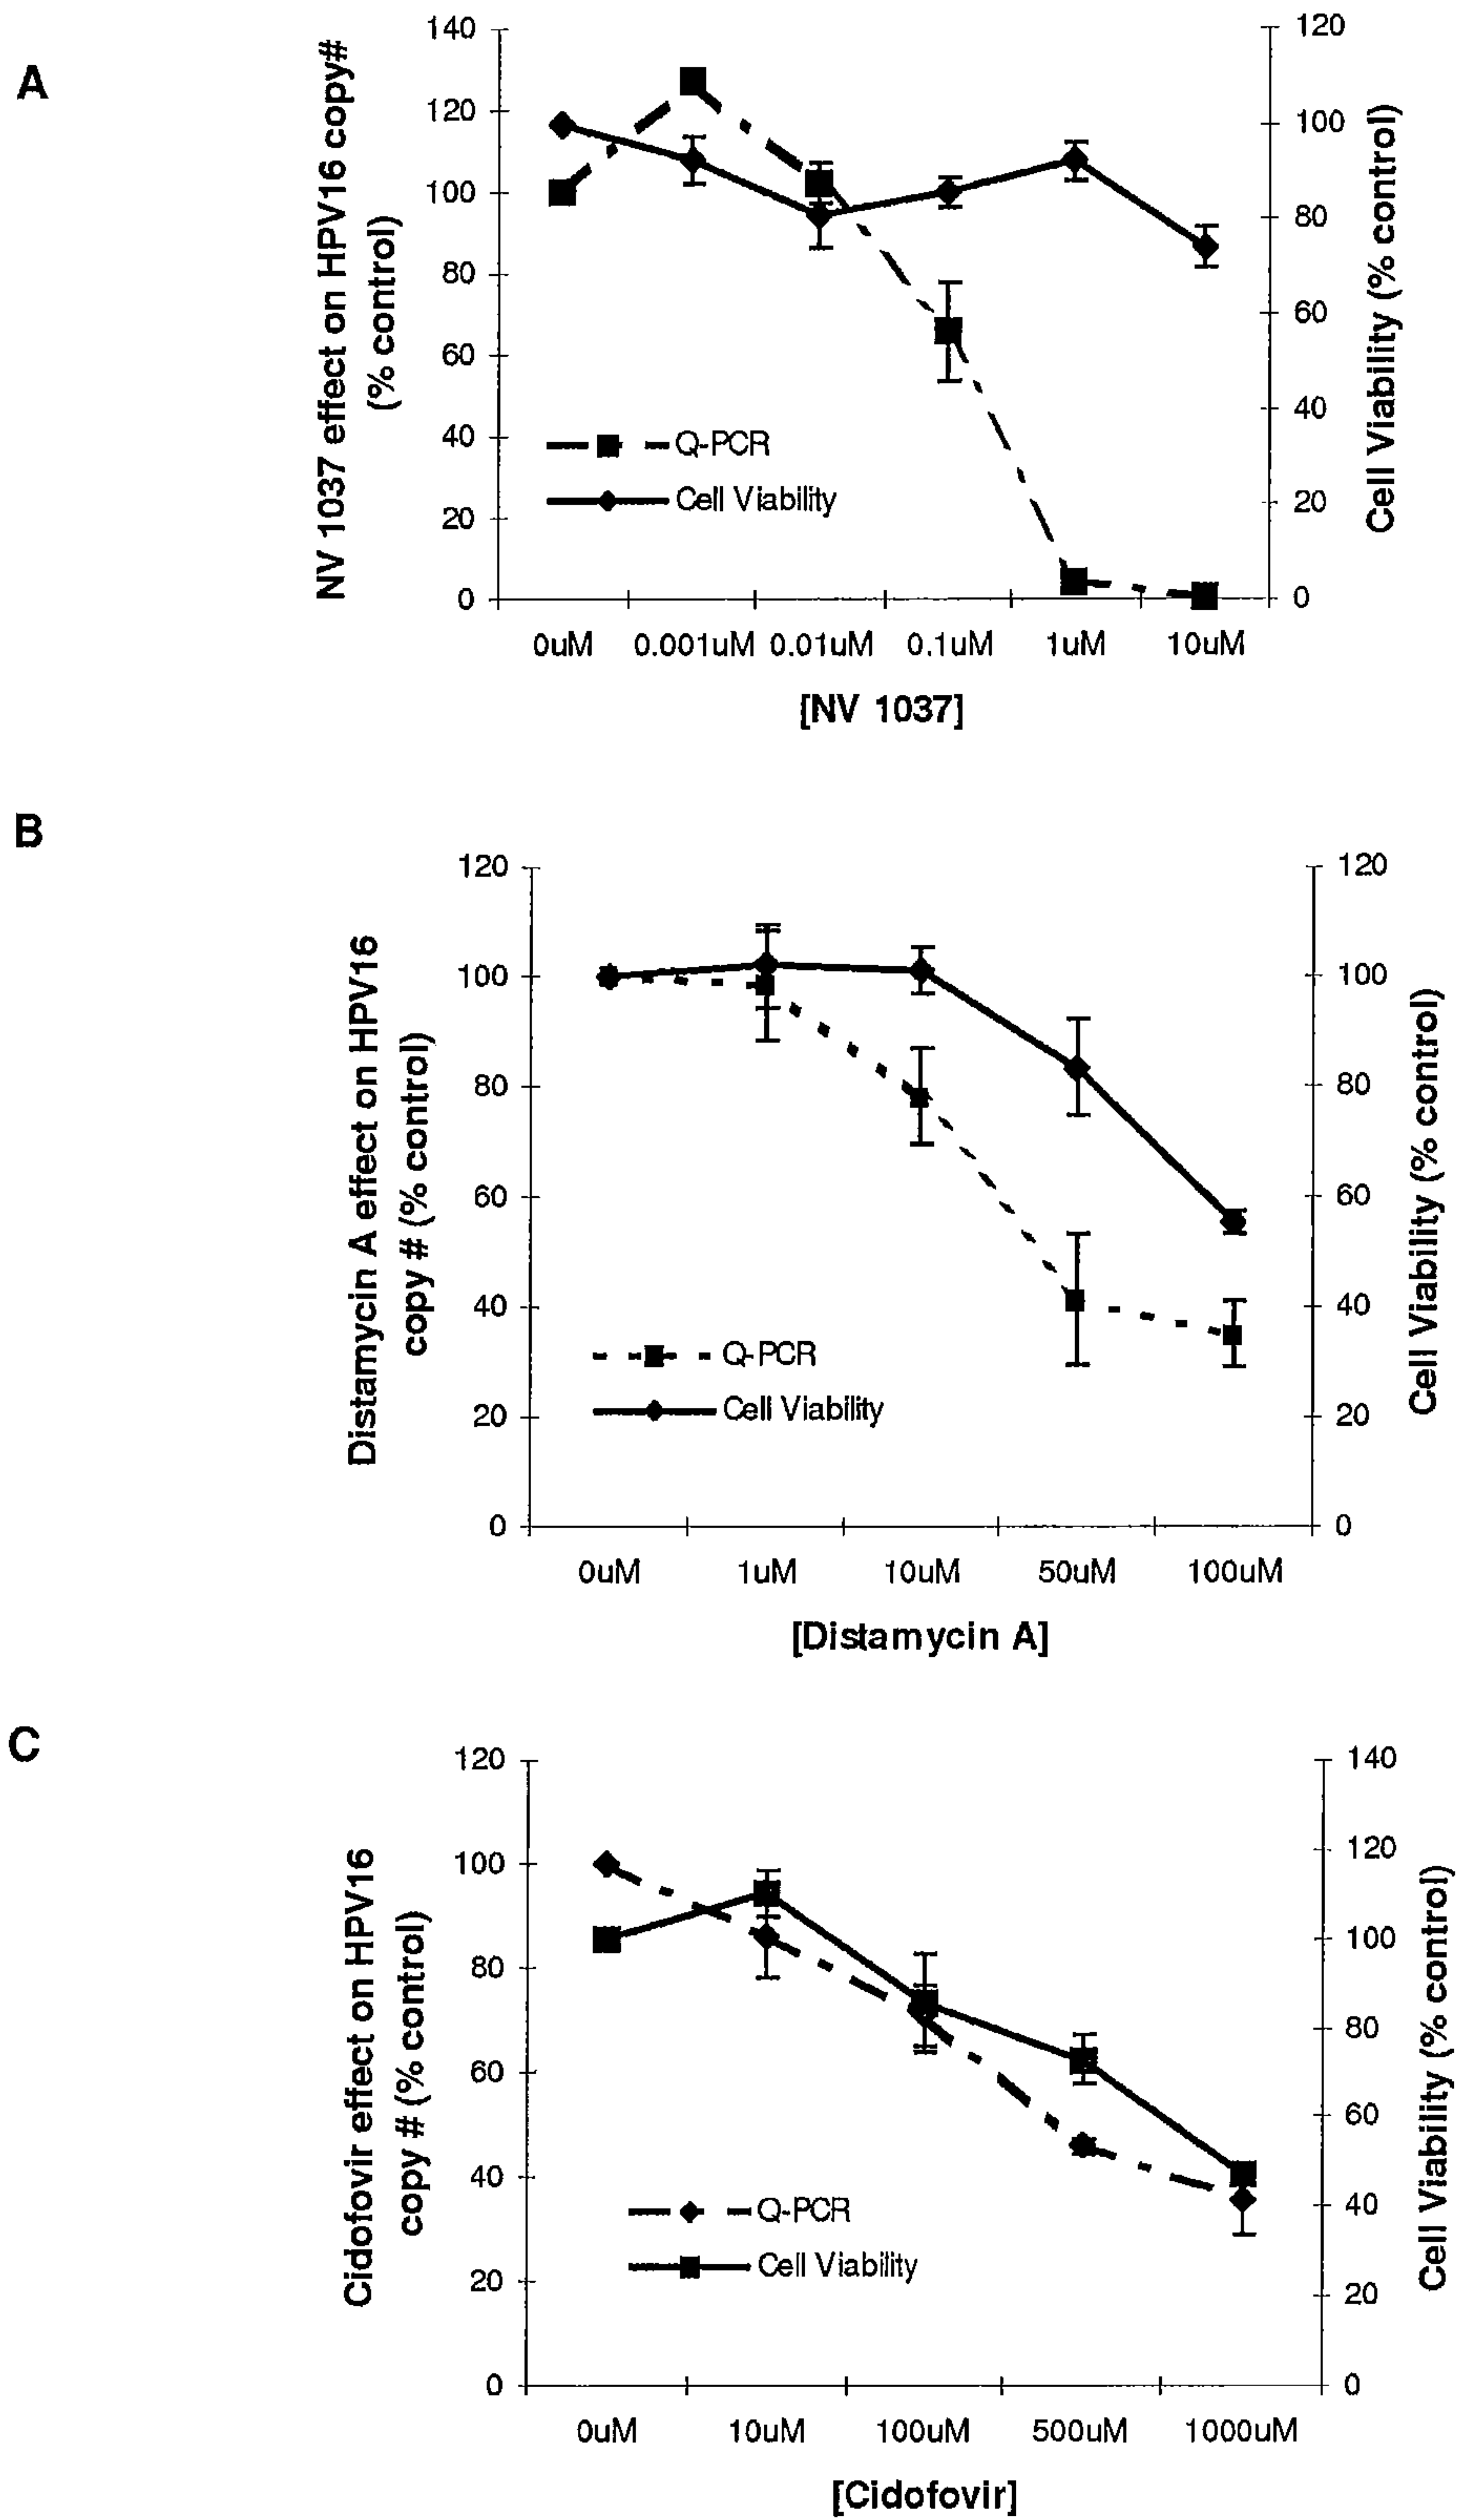 A
NV 1037 effect on HPV16 copy#
(% control)
140
120
100
80
60
40
20
0
120
100
80
60
40
20
0
Cell Viability (% control)
Q-PCR
Cell Viability
0uM 0.001uM 0.01uM 0.1uM 1uM 10uM
[NV 1037]
B
Distamycin A effect on HPV16
copy # (% control)
120
100
80
60
40
20
0
120
100
80
60
40
20
0
Cell Viability (% control)
Q-PCR
Cell Viability
0uM 1uM 10uM 50uM 100uM
[Distamycin A]
C
Cidofovir effect on HPV16
copy # (% control)
120
100
80
60
40
20
0
140
120
100
80
60
40
20
0
Cell Viability (% control)
Q-PCR
Cell Viability
0uM 10uM 100uM 500uM 1000uM
[Cidofovir]